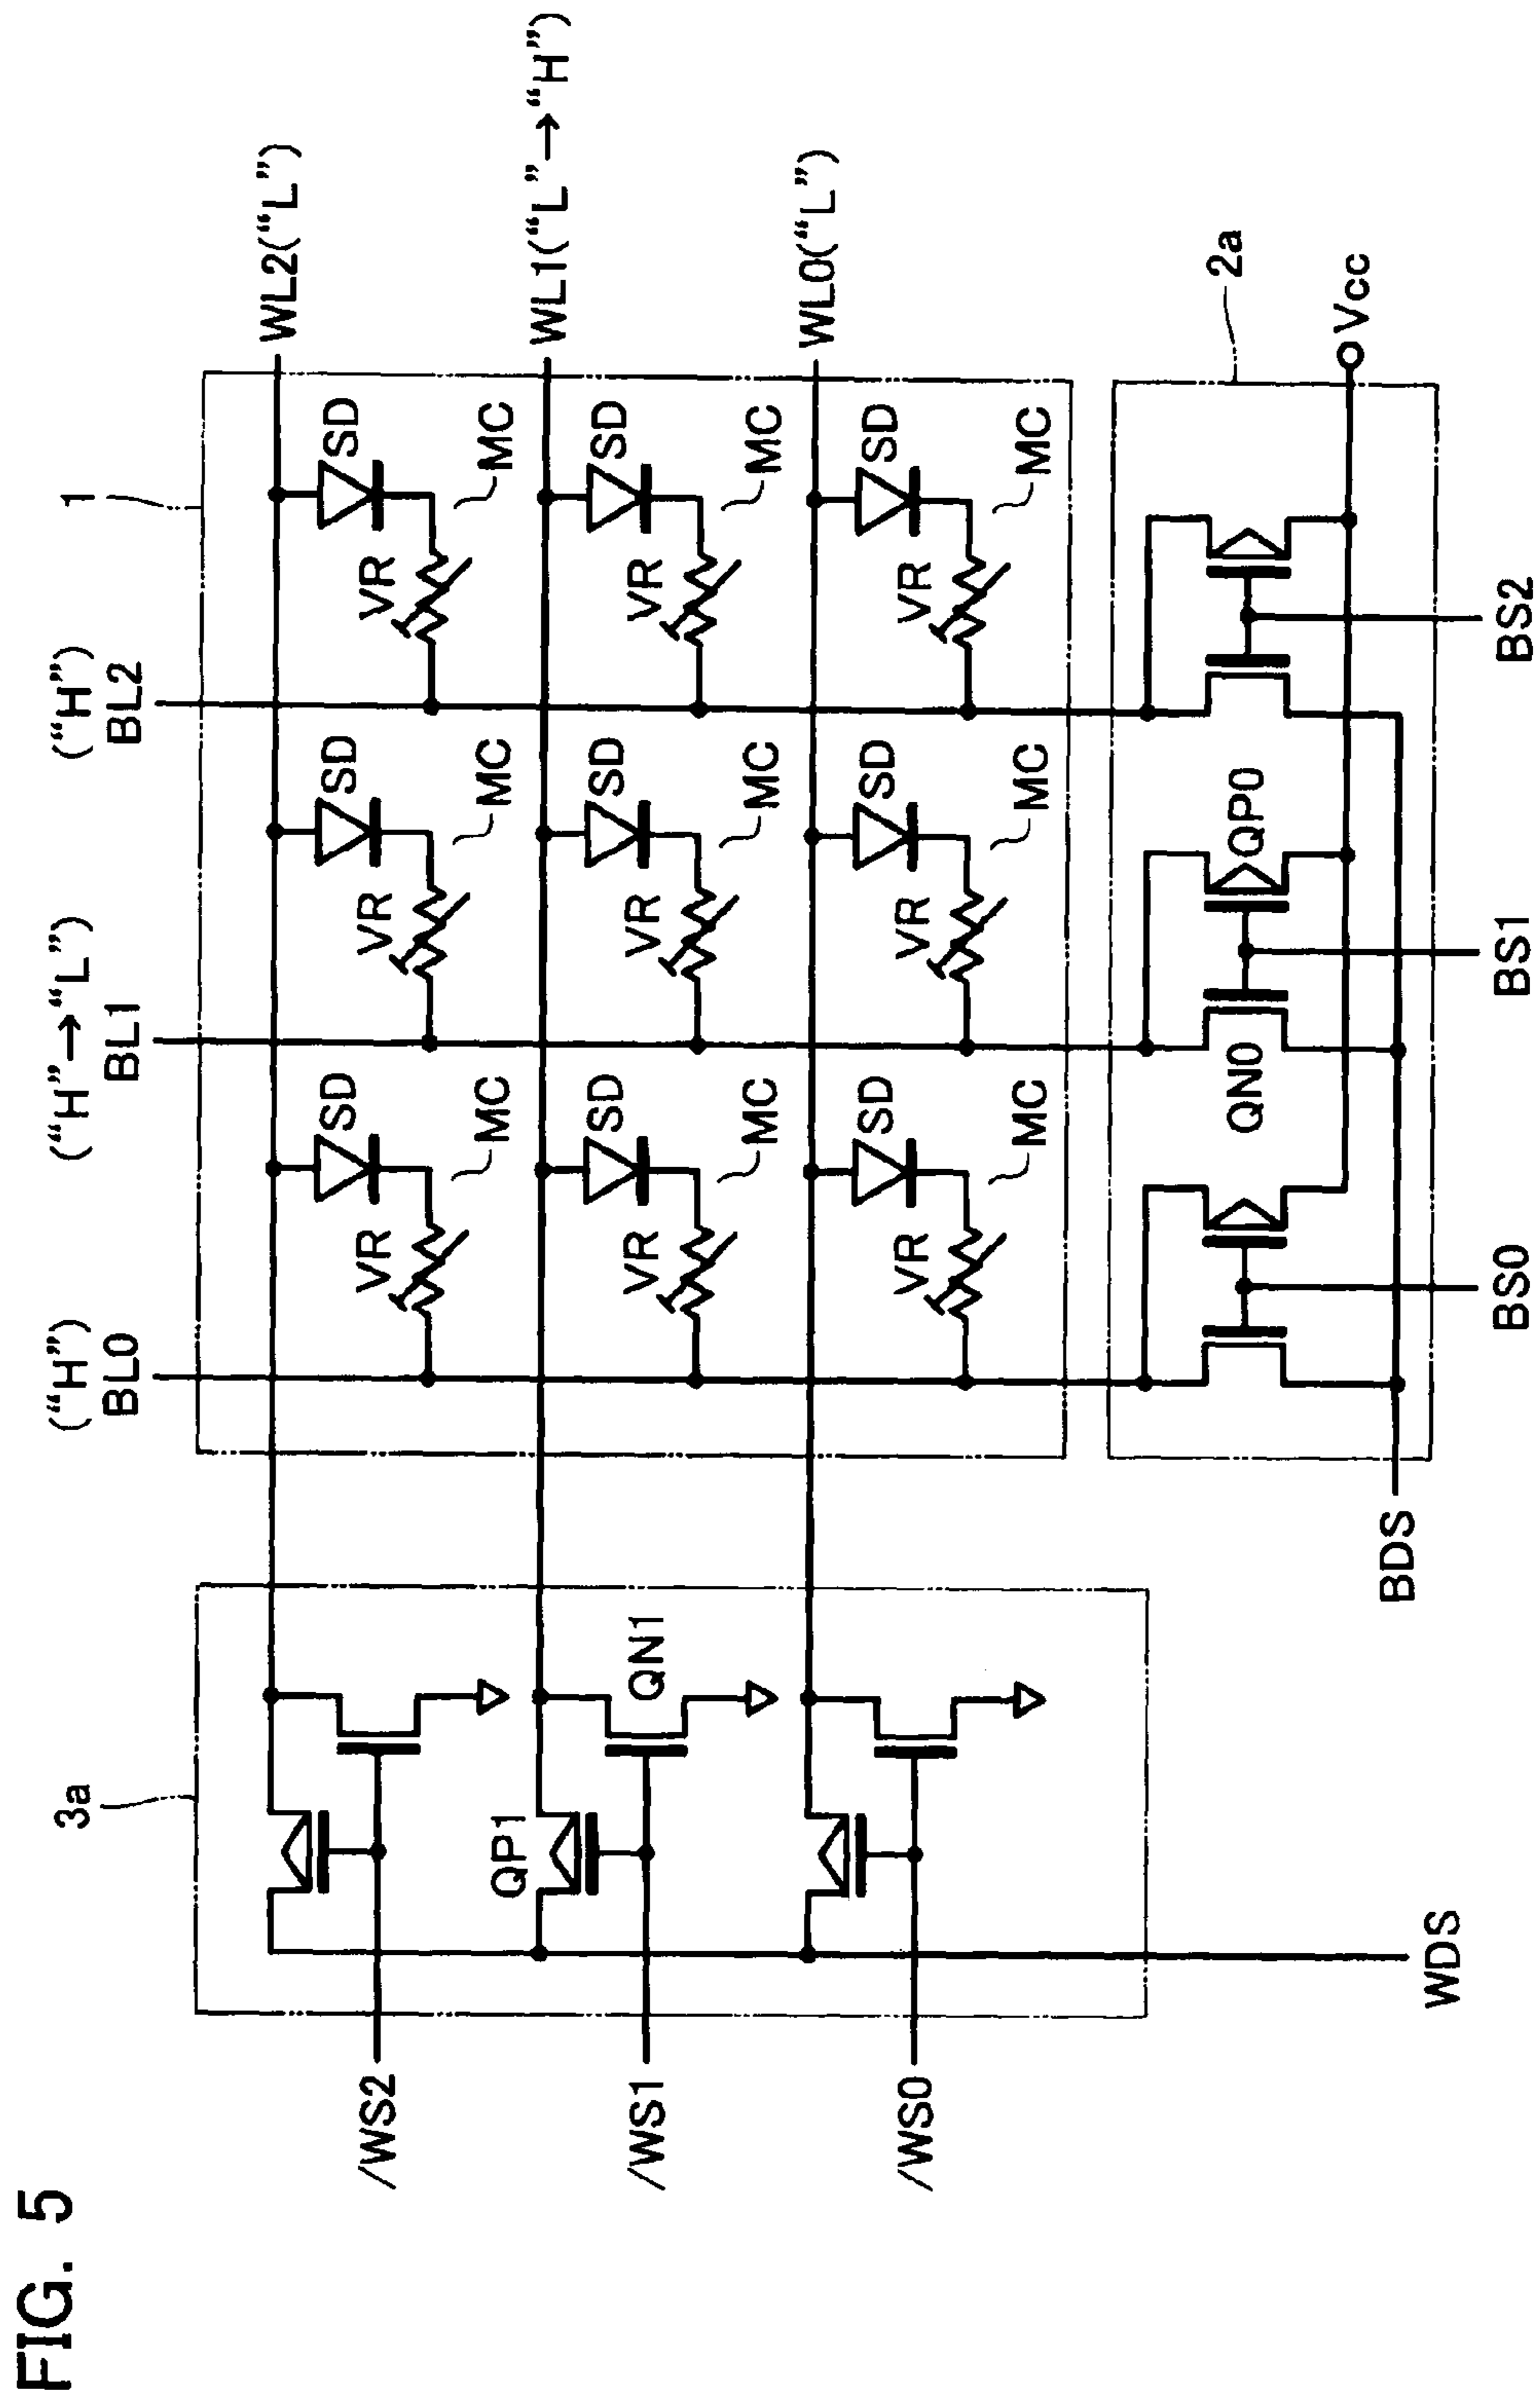 FIG. 5
3a
("H") ("H"→"L") ("H")
1
BL0 BL1 BL2
WL2("L")
SD SD SD
/WS2 VR VR VR
MC MC MC
QP1
WL1("L"→"H")
SD SD SD
/WS1 QN1 VR VR VR
MC MC MC
WL0("L")
SD SD SD
/WS0 VR VR VR
MC MC MC
2a
QN0 QP0
Vcc
BDS
WDS
BS0 BS1 BS2